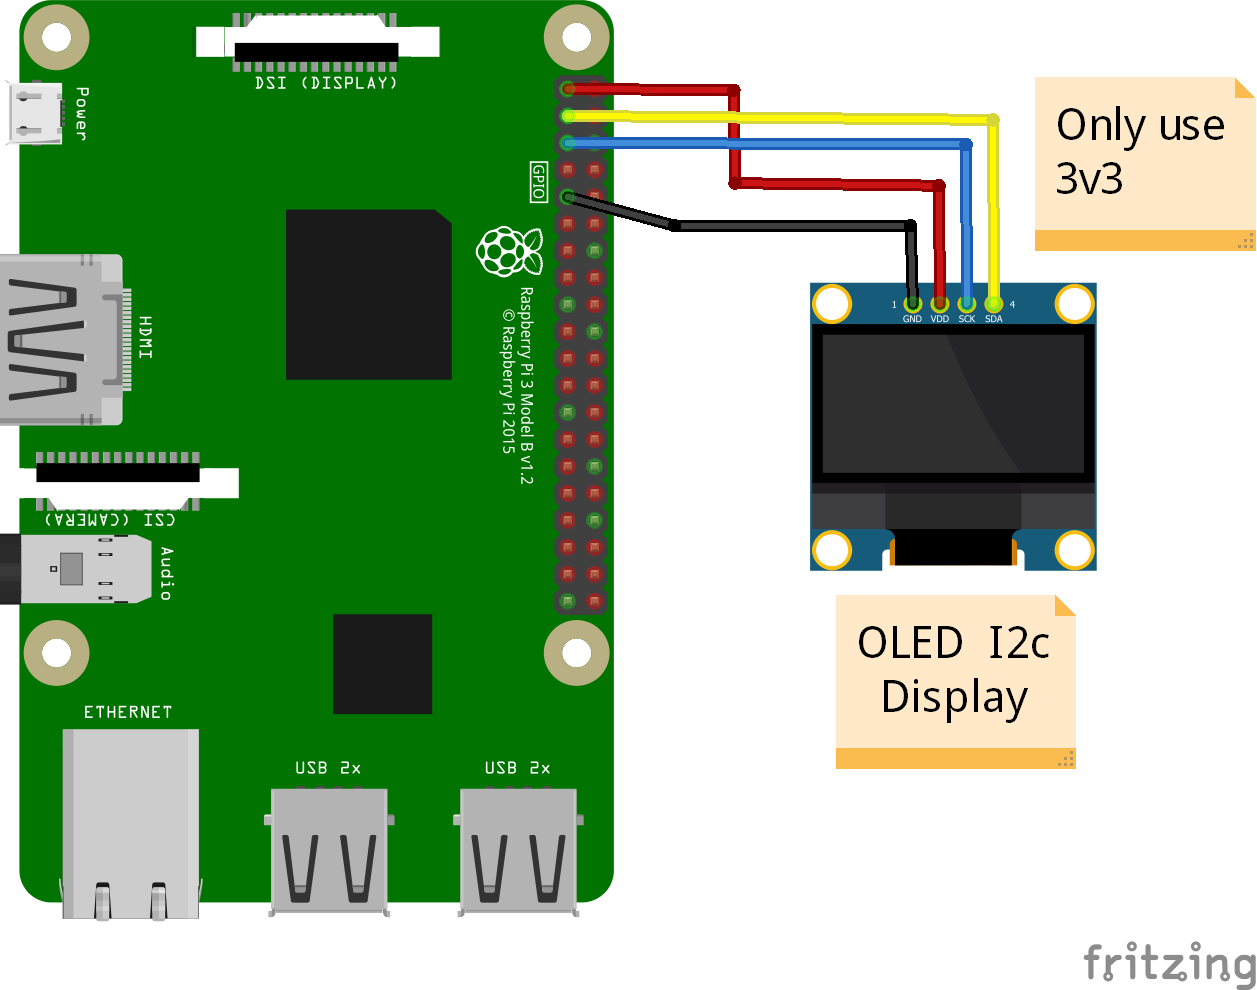 DSI (DISPLAY)
Power
Only use
3v3
GPIO
HDMI
Raspberry Pi 3 Model B v1.2
© Raspberry Pi 2015
1
4
GND VDD SCK SDA
CSI (CAMERA)
Audio
OLED I2c
Display
ETHERNET
USB 2x
USB 2x
fritzing